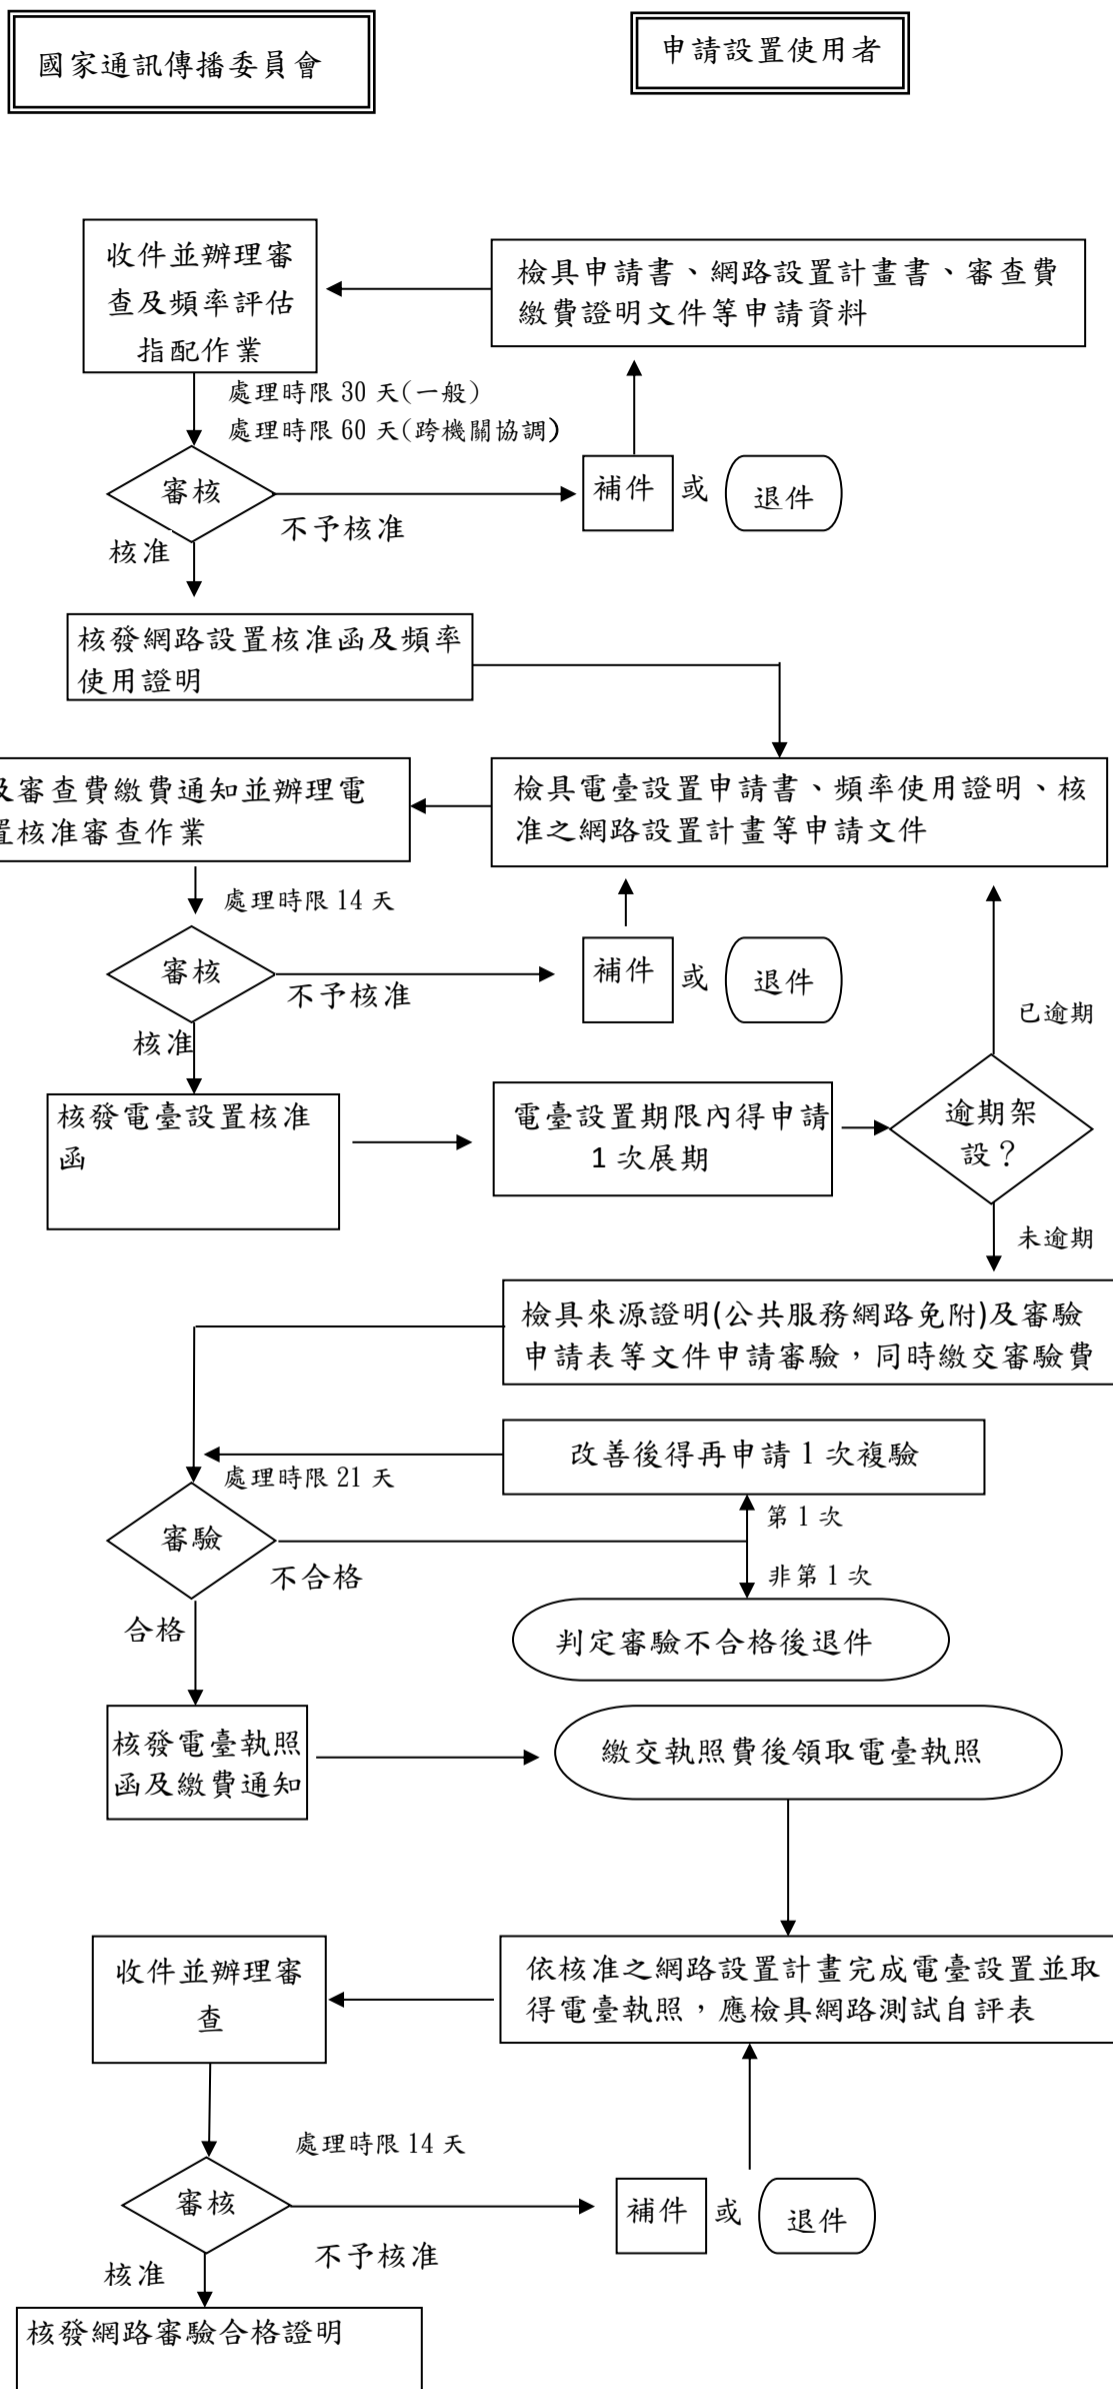 國家通訊傳播委員會
申請設置使用者
收件並辦理審
查及頻率評估
指配作業
檢具申請書、網路設置計畫書、審查費
繳費證明文件等申請資料
處理時限 30 天(一般)
處理時限 60 天(跨機關協調)
審核
不予核准
補件
或
退件
核准
核發網路設置核准函及頻率
使用證明
及審查費繳費通知並辦理電
置核准審查作業
檢具電臺設置申請書、頻率使用證明、核
准之網路設置計畫等申請文件
處理時限 14 天
審核
不予核准
補件
或
退件
已逾期
核准
核發電臺設置核准
函
電臺設置期限內得申請
1 次展期
逾期架
設？
未逾期
檢具來源證明(公共服務網路免附)及審驗
申請表等文件申請審驗，同時繳交審驗費
改善後得再申請 1 次複驗
處理時限 21 天
第 1 次
審驗
不合格
非第 1 次
合格
判定審驗不合格後退件
核發電臺執照
函及繳費通知
繳交執照費後領取電臺執照
收件並辦理審
查
依核准之網路設置計畫完成電臺設置並取
得電臺執照，應檢具網路測試自評表
處理時限 14 天
審核
不予核准
補件
或
退件
核准
核發網路審驗合格證明